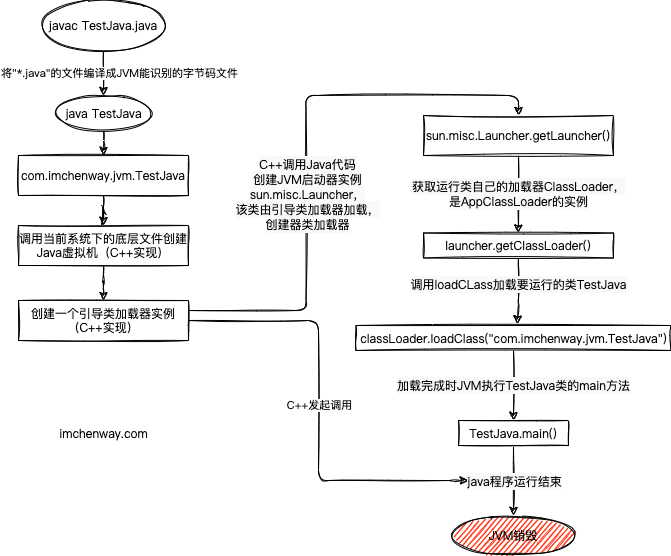 javac TestJava.java
将"*.java"的文件编译成JVM能识别的字节码文件
java TestJava
com.imchenway.jvm.TestJava
调用当前系统下的底层文件创建
Java虚拟机（C++实现）
创建一个引导类加载器实例
（C++实现）
C++调用Java代码
创建JVM启动器实例
sun.misc.Launcher,
该类由引导类加载器加载，
创建器类加载器
C++发起调用
sun.misc.Launcher.getLauncher()
获取运行类自己的加载器ClassLoader，
是AppClassLoader的实例
launcher.getClassLoader()
调用loadCLass加载要运行的类TestJava
classLoader.loadClass("com.imchenway.jvm.TestJava")
加载完成时JVM执行TestJava类的main方法
TestJava.main()
java程序运行结束
JVM销毁
imchenway.com